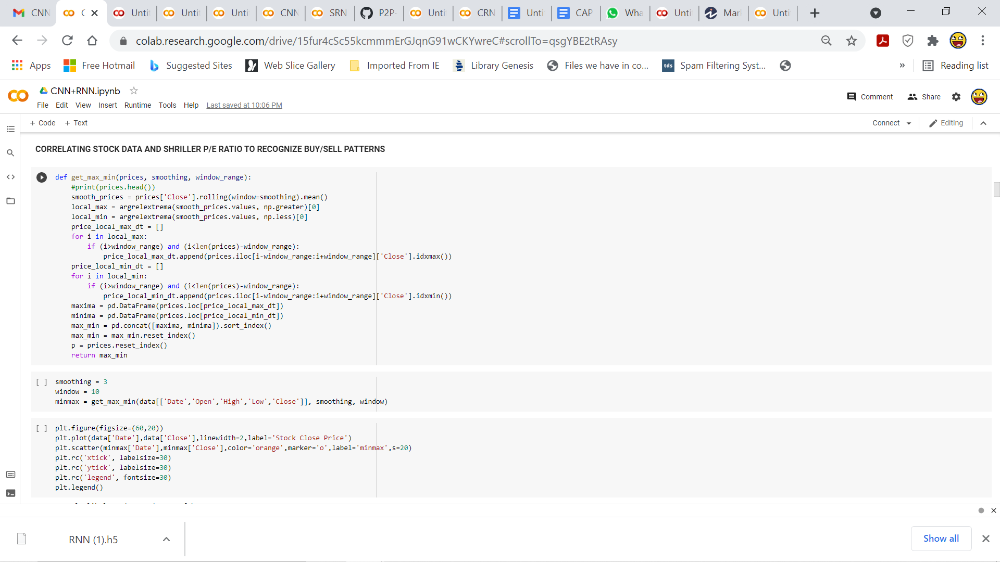 CNN
C
Unti
Unti
Unti
CNN
SRN
P2P-
Unti
CRN
Unti
CAP
Wha
Unti
Marl
Unti
colab.research.google.com/drive/15fur4cSc55kcmmmErGJqnG91wCKYwreC#scrollTo=qsgYBE2tRAsy
Apps Free Hotmail Suggested Sites Web Slice Gallery Imported From IE Library Genesis Files we have in co... tds Spam Filtering Syst... » Reading list
CNN+RNN.ipynb
Comment Share
File Edit View Insert Runtime Tools Help Last saved at 10:06 PM
+ Code + Text Connect Editing
CORRELATING STOCK DATA AND SHRILLER P/E RATIO TO RECOGNIZE BUY/SELL PATTERNS
def get_max_min(prices, smoothing, window_range):
#print(prices.head())
smooth_prices = prices['Close'].rolling(window=smoothing).mean()
local_max = argrelextrema(smooth_prices.values, np.greater)[0]
local_min = argrelextrema(smooth_prices.values, np.less)[0]
price_local_max_dt = []
for i in local_max:
if (i>window_range) and (i<len(prices)-window_range):
price_local_max_dt.append(prices.iloc[i-window_range:i+window_range]['Close'].idxmax())
price_local_min_dt = []
for i in local_min:
if (i>window_range) and (i<len(prices)-window_range):
price_local_min_dt.append(prices.iloc[i-window_range:i+window_range]['Close'].idxmin())
maxima = pd.DataFrame(prices.loc[price_local_max_dt])
minima = pd.DataFrame(prices.loc[price_local_min_dt])
max_min = pd.concat([maxima, minima]).sort_index()
max_min = max_min.reset_index()
p = prices.reset_index()
return max_min
[ ] smoothing = 3
window = 10
minmax = get_max_min(data[['Date','Open','High','Low','Close']], smoothing, window)
[ ] plt.figure(figsize=(60,20))
plt.plot(data['Date'],data['Close'],linewidth=2,label='Stock Close Price')
plt.scatter(minmax['Date'],minmax['Close'],color='orange',marker='o',label='minmax',s=20)
plt.rc('xtick', labelsize=30)
plt.rc('ytick', labelsize=30)
plt.rc('legend', fontsize=30)
plt.legend()
RNN (1).h5
Show all